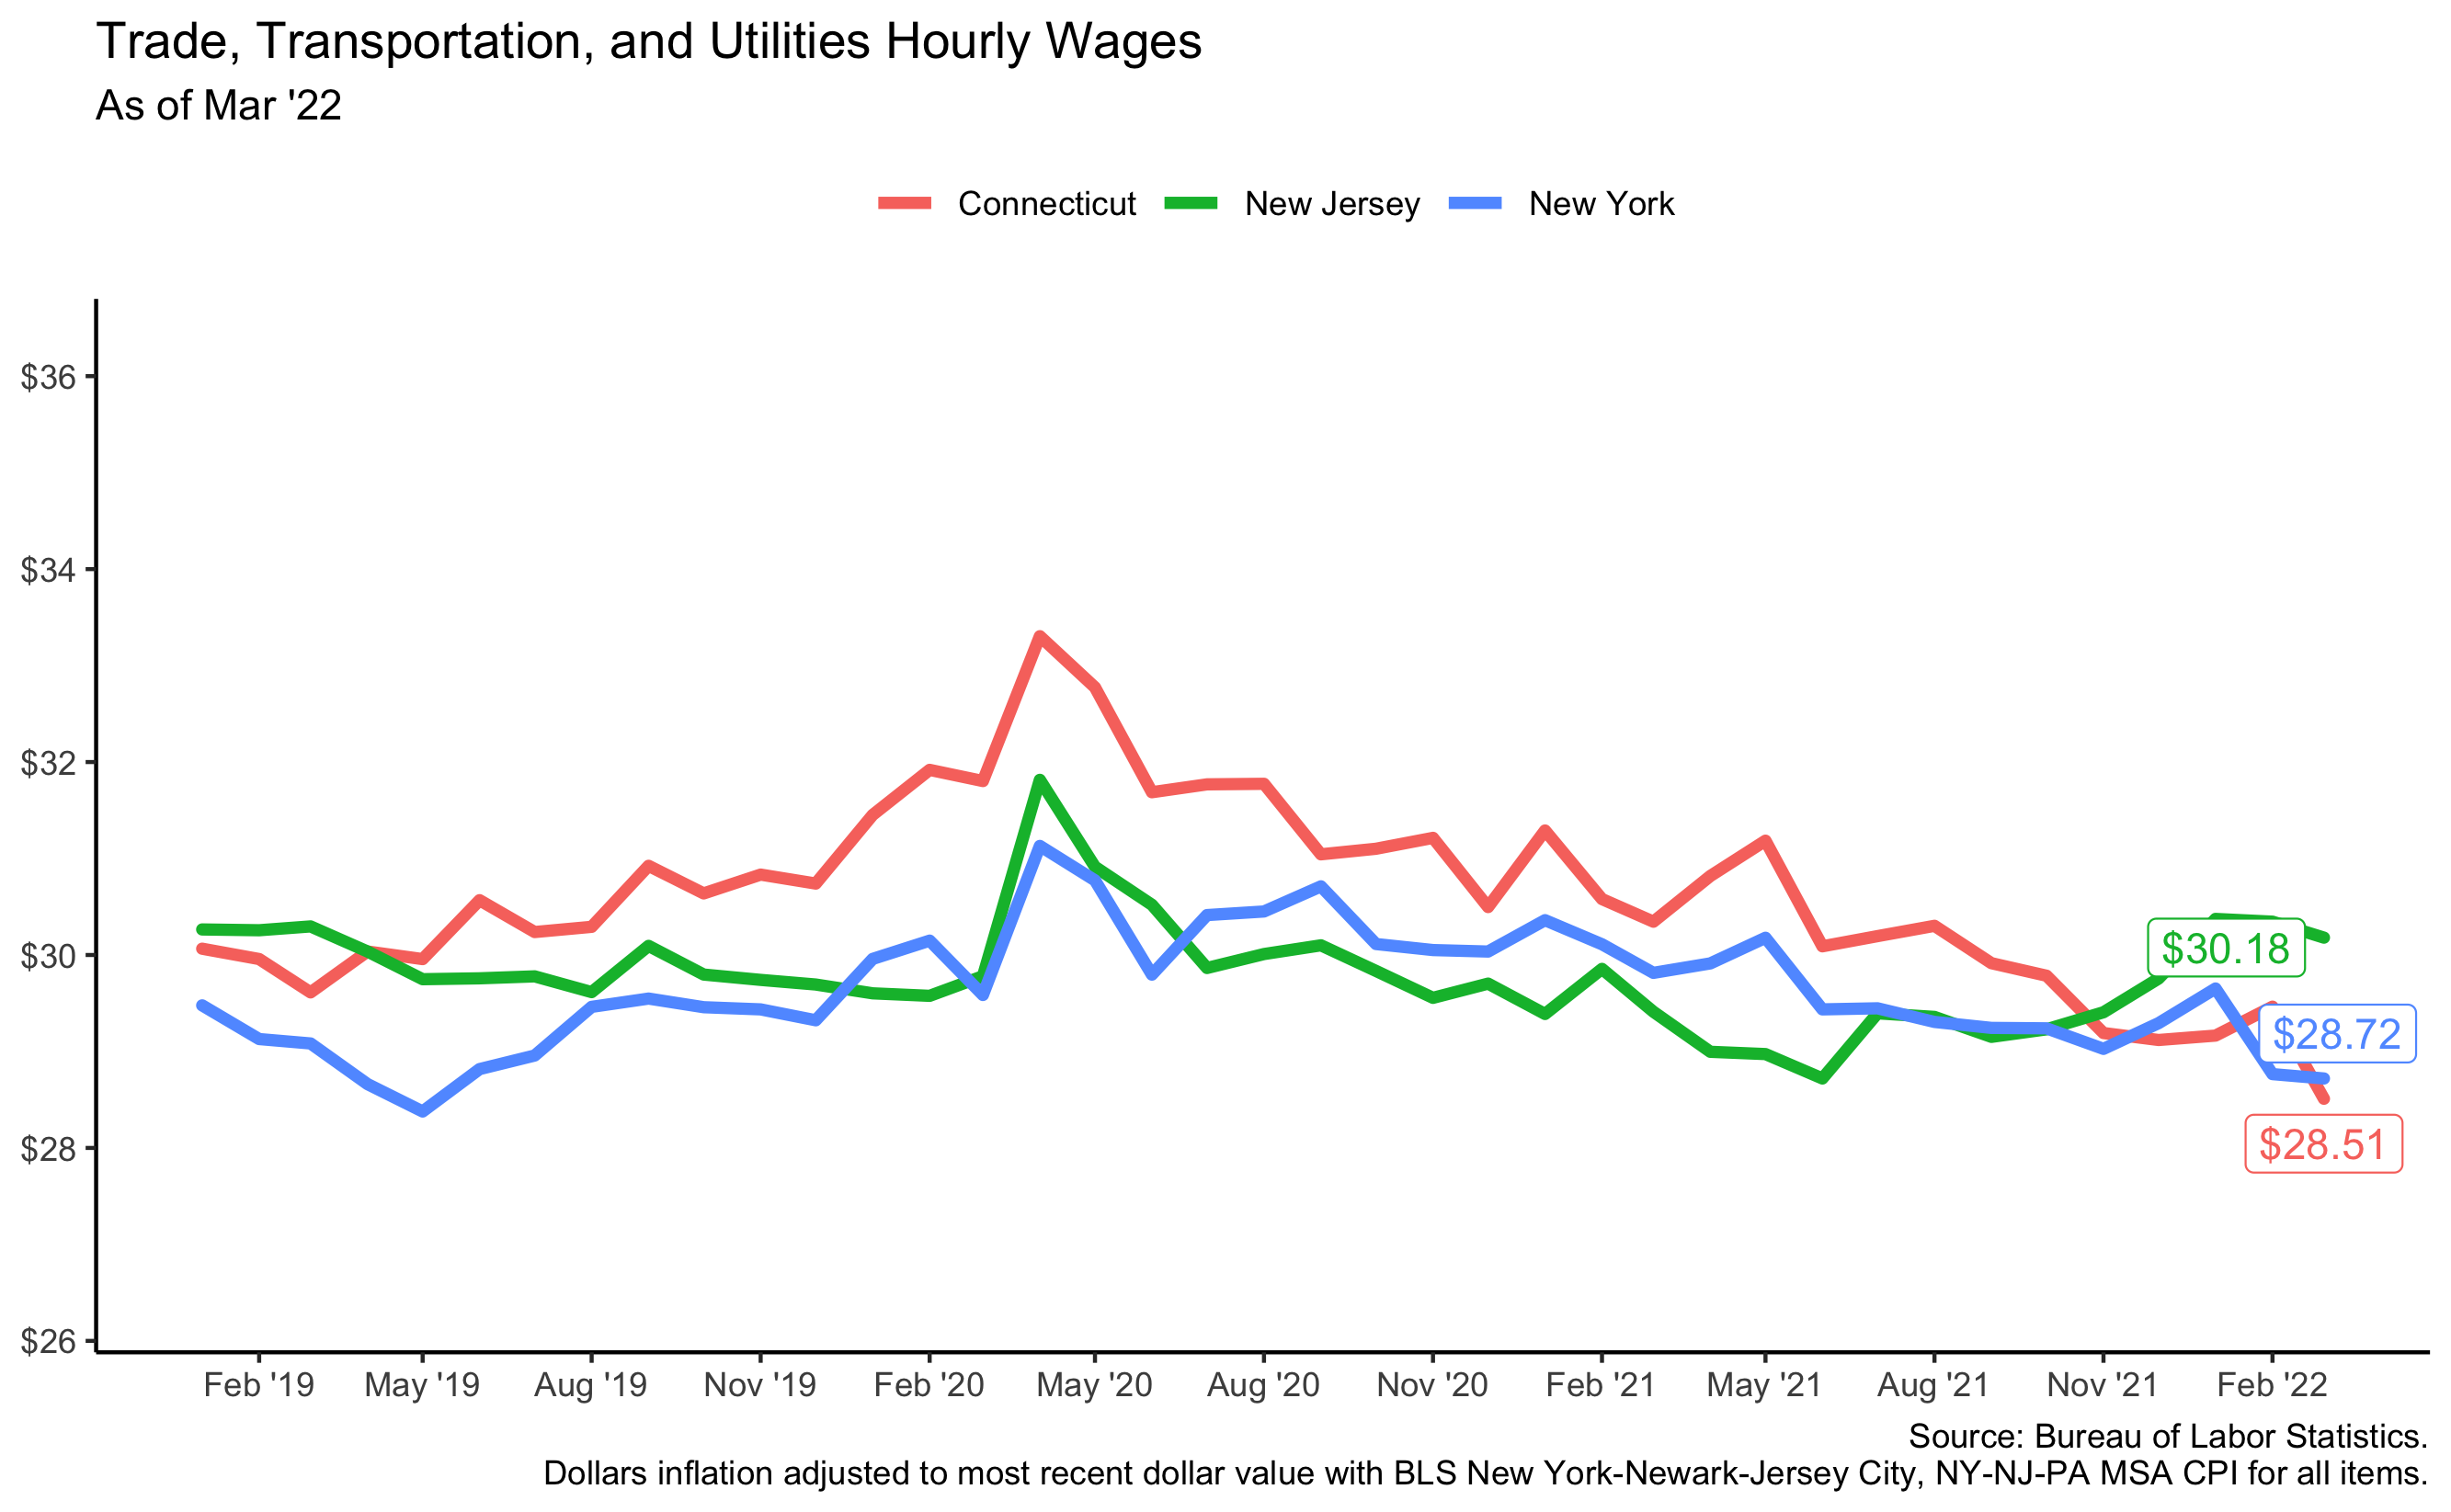 Trade, Transportation, and Utilities Hourly Wages
As of Mar '22
Connecticut New Jersey New York
$36
$34
$32
$30
$28
$26
$30.18
$28.72
$28.51
Feb '19 May '19 Aug '19 Nov '19 Feb '20 May '20 Aug '20 Nov '20 Feb '21 May '21 Aug '21 Nov '21 Feb '22
Source: Bureau of Labor Statistics.
Dollars inflation adjusted to most recent dollar value with BLS New York-Newark-Jersey City, NY-NJ-PA MSA CPI for all items.